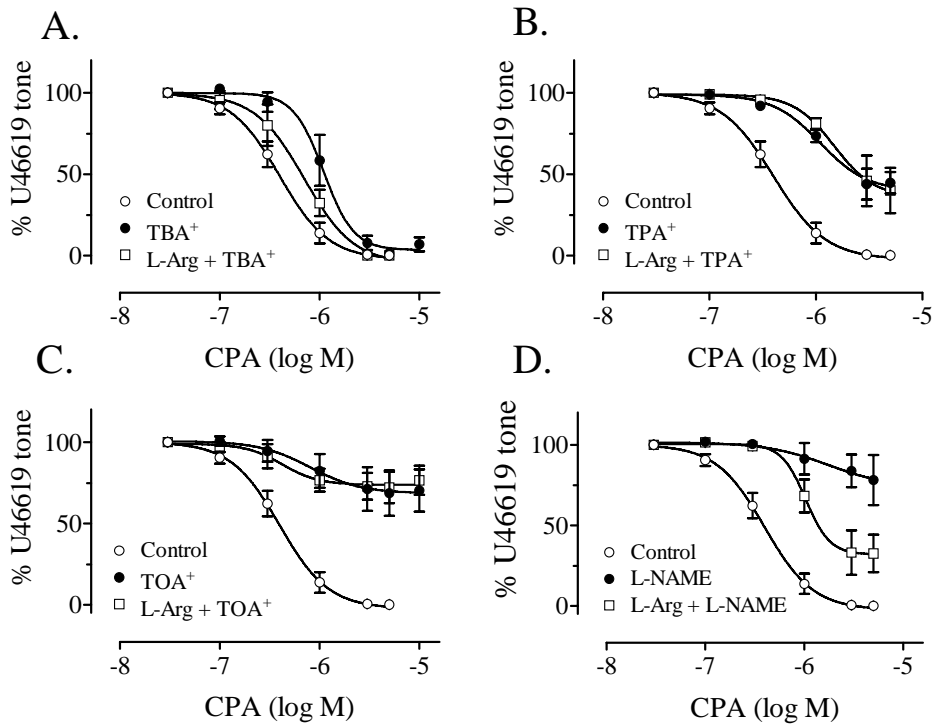 A.
% U46619 tone
100
50
0
Control
TBA⁺
L-Arg + TBA⁺
-8
-7
-6
-5
CPA (log M)
B.
% U46619 tone
100
50
0
Control
TPA⁺
L-Arg + TPA⁺
-8
-7
-6
-5
CPA (log M)
C.
% U46619 tone
100
50
0
Control
TOA⁺
L-Arg + TOA⁺
-8
-7
-6
-5
CPA (log M)
D.
% U46619 tone
100
50
0
Control
L-NAME
L-Arg + L-NAME
-8
-7
-6
-5
CPA (log M)